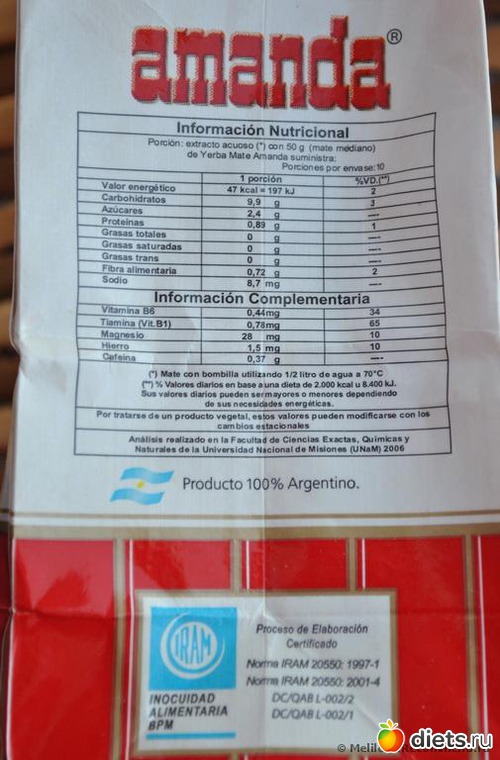 amanda®
Información Nutricional
Porción: extracto acuoso (*) con 50 g (mate mediano)
de Yerba Mate Amanda suministra:
Porciones por envase: 10
1 porción %VD.(**)
Valor energético 47 kcal = 197 kJ 2
Carbohidratos 9,9 g 3
Azúcares 2,4 g ----
Proteínas 0,89 g 1
Grasas totales 0 g ----
Grasas saturadas 0 g ----
Grasas trans 0 g ----
Fibra alimentaria 0,72 g 2
Sodio 8,7 mg ----
Información Complementaria
Vitamina B6 0,44mg 34
Tiamina (Vit.B1) 0,78mg 65
Magnesio 28 mg 10
Hierro 1,5 mg 10
Cafeína 0,37 g ----
(*) Mate con bombilla utilizando 1/2 litro de agua a 70°C
(**) % Valores diarios en base a una dieta de 2.000 kcal u 8.400 kJ.
Sus valores diarios pueden ser mayores o menores dependiendo
de sus necesidades energéticas.
Por tratarse de un producto vegetal, estos valores pueden modificarse con los
cambios estacionales
Análisis realizado en la Facultad de Ciencias Exactas, Químicas y
Naturales de la Universidad Nacional de Misiones (UNaM) 2006
Producto 100% Argentino.
IRAM
INOCUIDAD
ALIMENTARIA
BPM
Proceso de Elaboración
Certificado
Norma IRAM 20550: 1997-1
Norma IRAM 20550: 2001-4
DC/QAB L-002/2
DC/QAB L-002/1
diets.ru